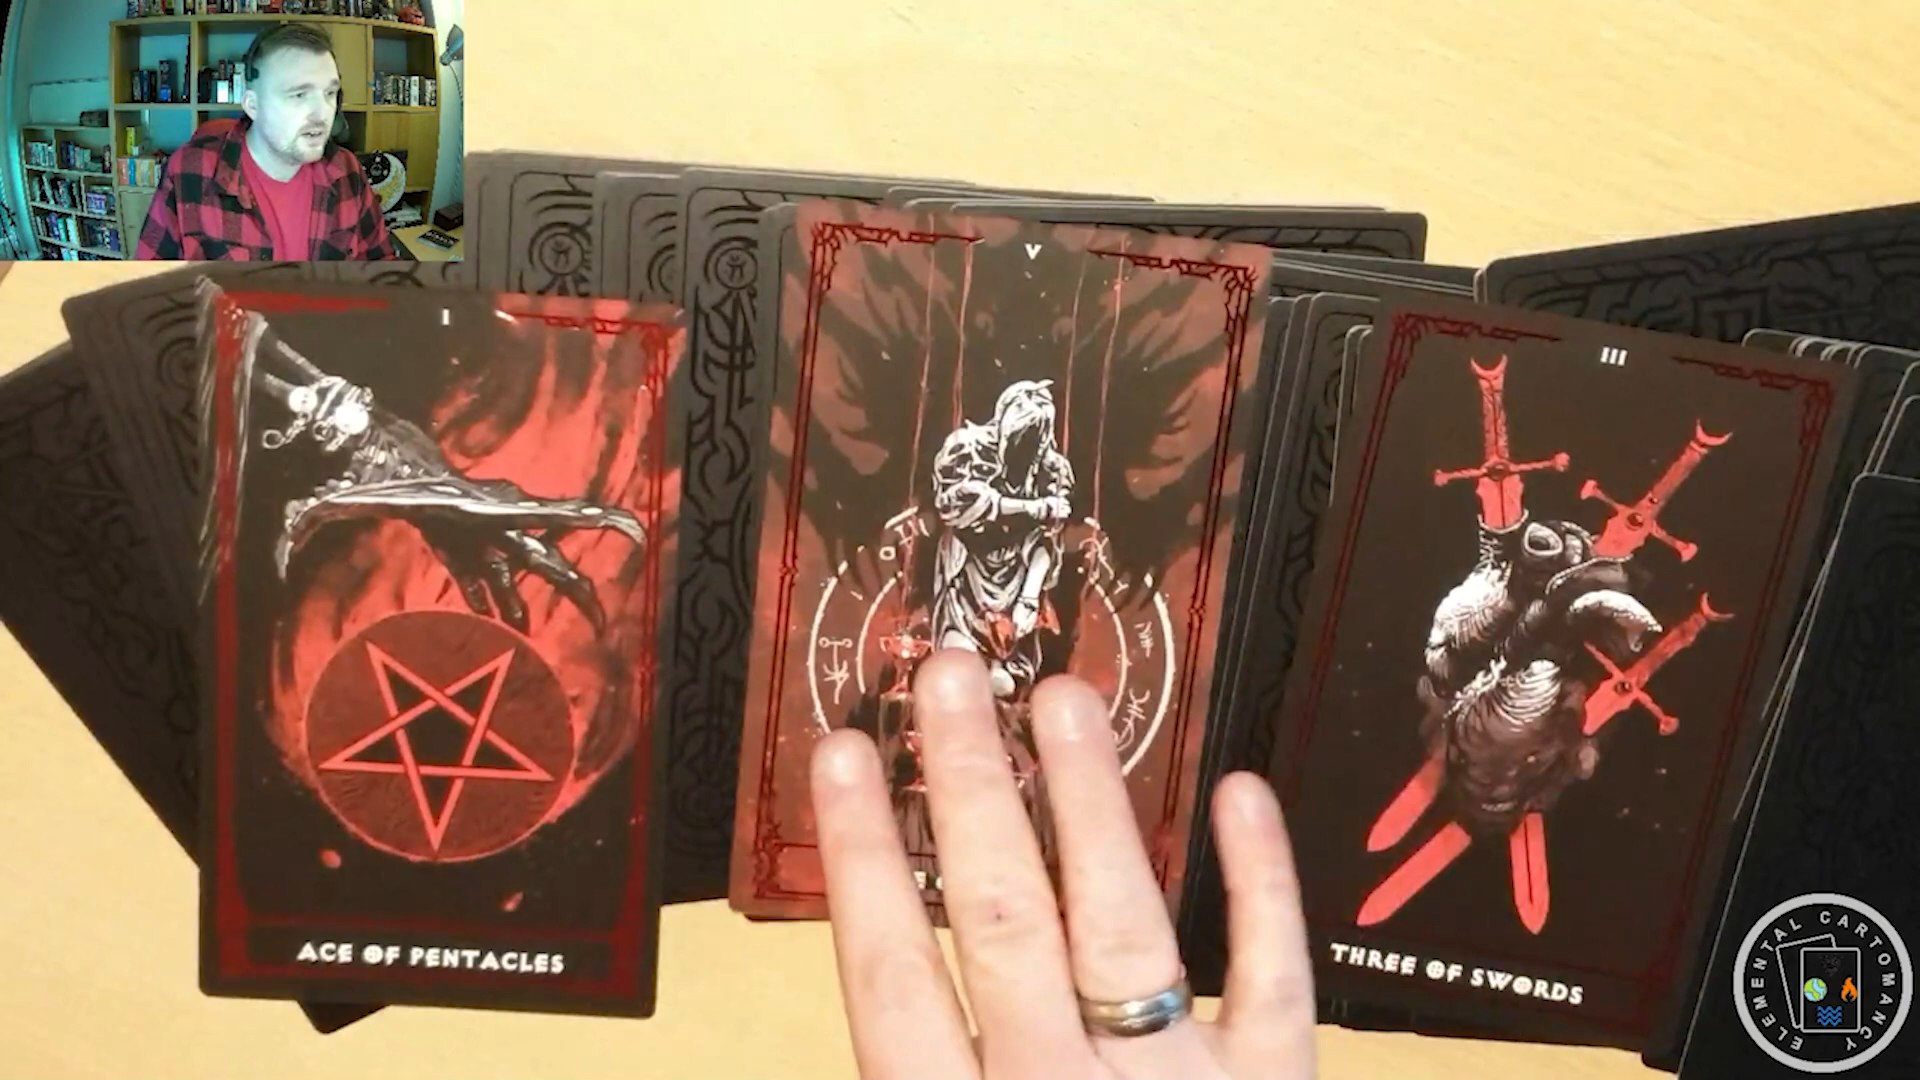 I
ACE OF PENTACLES
V
III
THREE OF SWORDS
ELEMENTAL CARTOMANCY